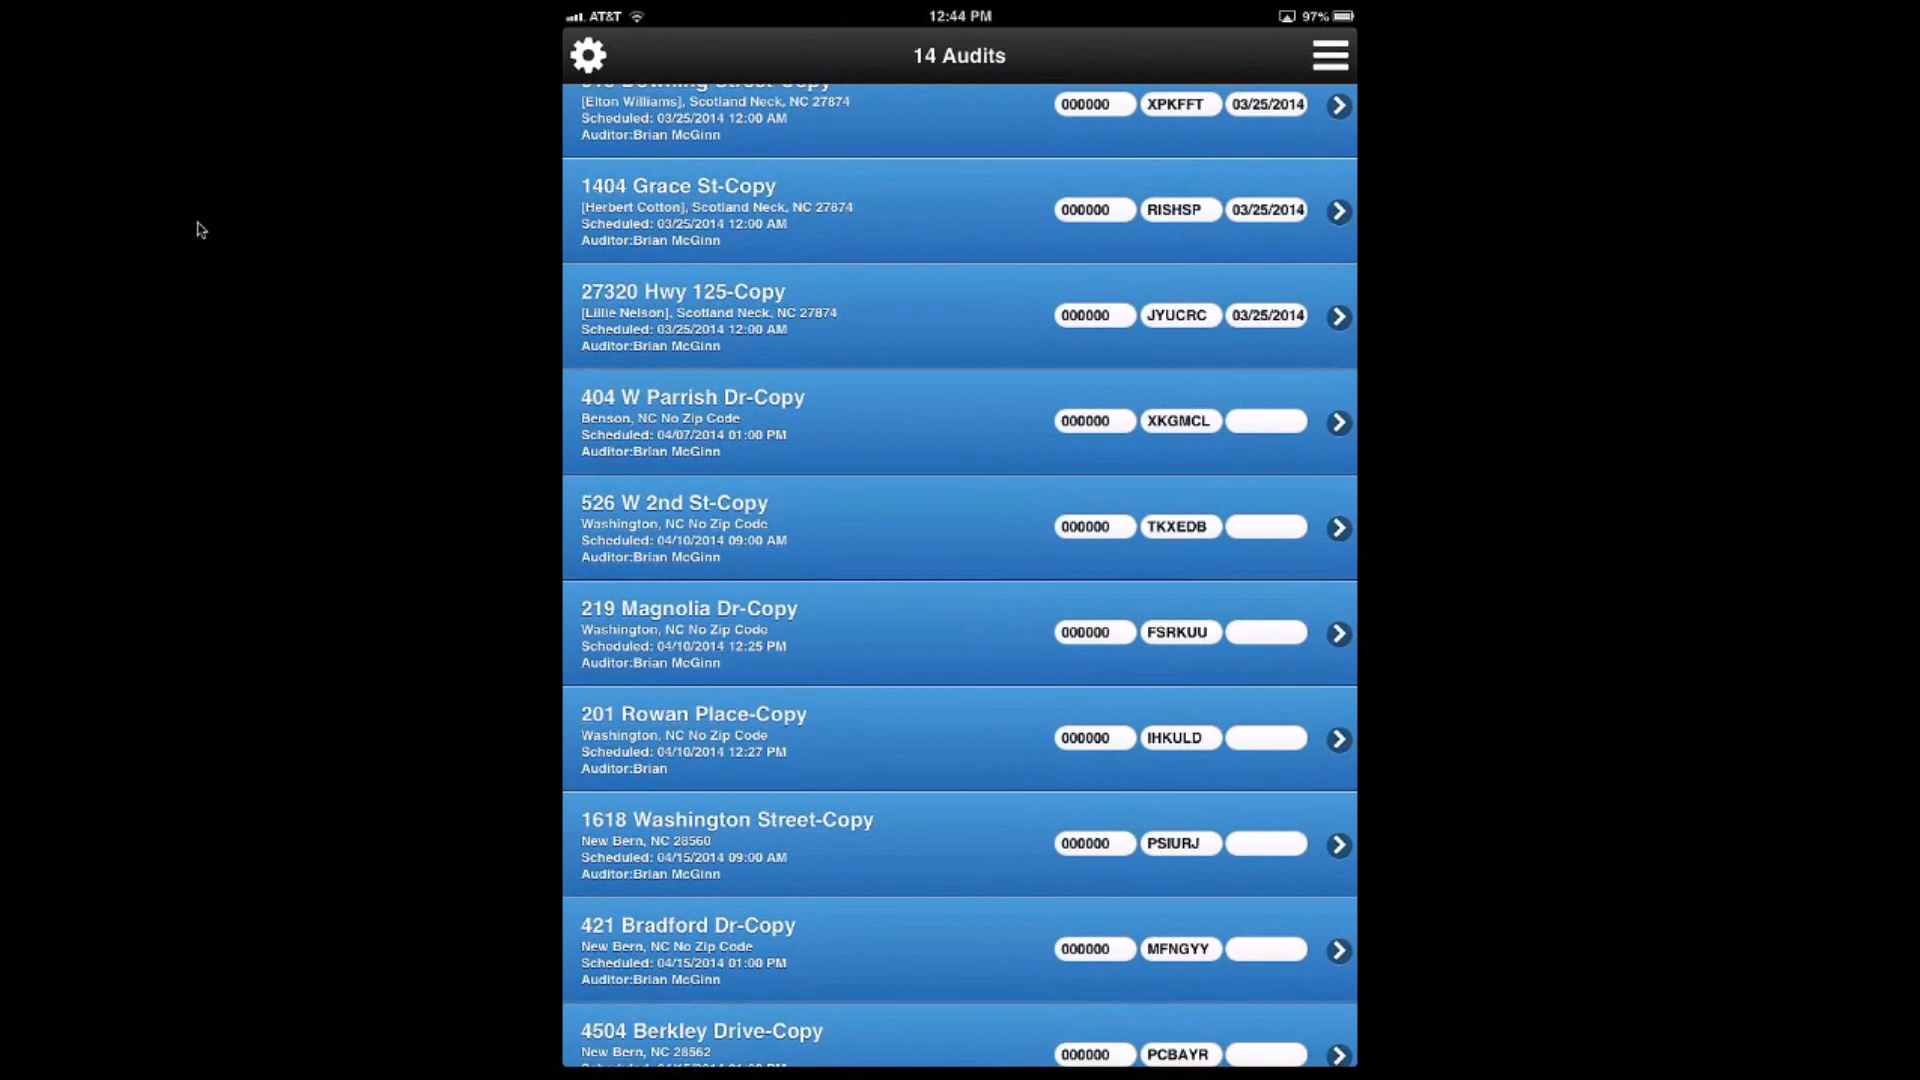 AT&T 12:44 PM 97%
14 Audits
[Elton Williams], Scotland Neck, NC 27874
Scheduled: 03/25/2014 12:00 AM
Auditor:Brian McGinn
000000 XPKFFT 03/25/2014
1404 Grace St-Copy
[Herbert Cotton], Scotland Neck, NC 27874
Scheduled: 03/25/2014 12:00 AM
Auditor:Brian McGinn
000000 RISHSP 03/25/2014
27320 Hwy 125-Copy
[Lillie Nelson], Scotland Neck, NC 27874
Scheduled: 03/25/2014 12:00 AM
Auditor:Brian McGinn
000000 JYUCRC 03/25/2014
404 W Parrish Dr-Copy
Benson, NC No Zip Code
Scheduled: 04/07/2014 01:00 PM
Auditor:Brian McGinn
000000 XKGMCL
526 W 2nd St-Copy
Washington, NC No Zip Code
Scheduled: 04/10/2014 09:00 AM
Auditor:Brian McGinn
000000 TKXEDB
219 Magnolia Dr-Copy
Washington, NC No Zip Code
Scheduled: 04/10/2014 12:25 PM
Auditor:Brian McGinn
000000 FSRKUU
201 Rowan Place-Copy
Washington, NC No Zip Code
Scheduled: 04/10/2014 12:27 PM
Auditor:Brian
000000 IHKULD
1618 Washington Street-Copy
New Bern, NC 28560
Scheduled: 04/15/2014 09:00 AM
Auditor:Brian McGinn
000000 PSIURJ
421 Bradford Dr-Copy
New Bern, NC No Zip Code
Scheduled: 04/15/2014 01:00 PM
Auditor:Brian McGinn
000000 MFNGYY
4504 Berkley Drive-Copy
New Bern, NC 28562
000000 PCBAYR